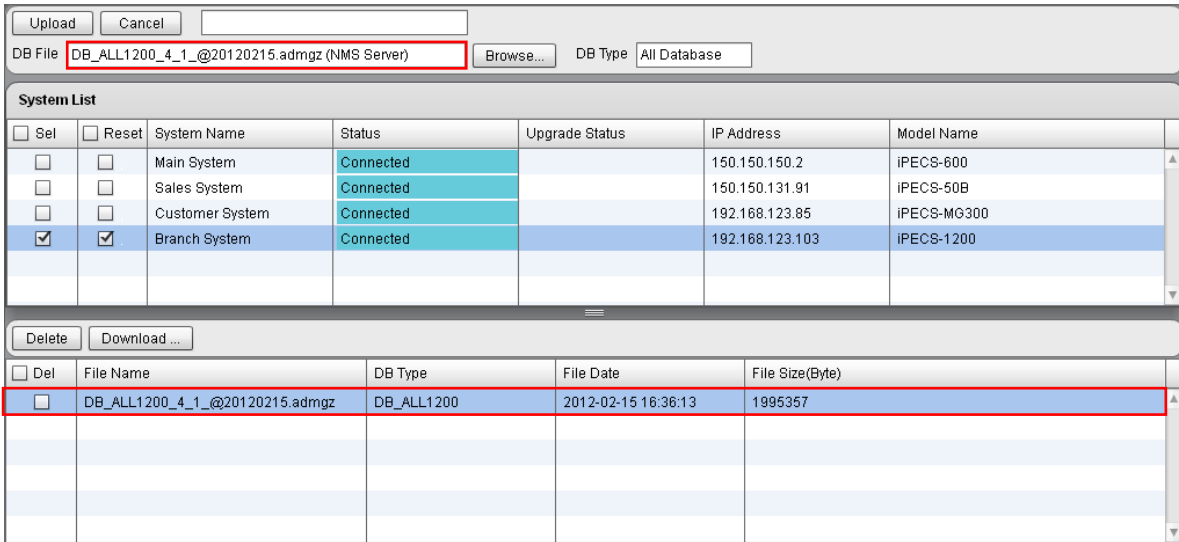 Upload Cancel
DB File DB_ALL1200_4_1_@20120215.admgz (NMS Server) Browse... DB Type All Database
System List
Sel Reset System Name Status Upgrade Status IP Address Model Name
Main System Connected 150.150.150.2 iPECS-600
Sales System Connected 150.150.131.91 iPECS-50B
Customer System Connected 192.168.123.85 iPECS-MG300
Branch System Connected 192.168.123.103 iPECS-1200
Delete Download ...
Del File Name DB Type File Date File Size(Byte)
DB_ALL1200_4_1_@20120215.admgz DB_ALL1200 2012-02-15 16:36:13 1995357